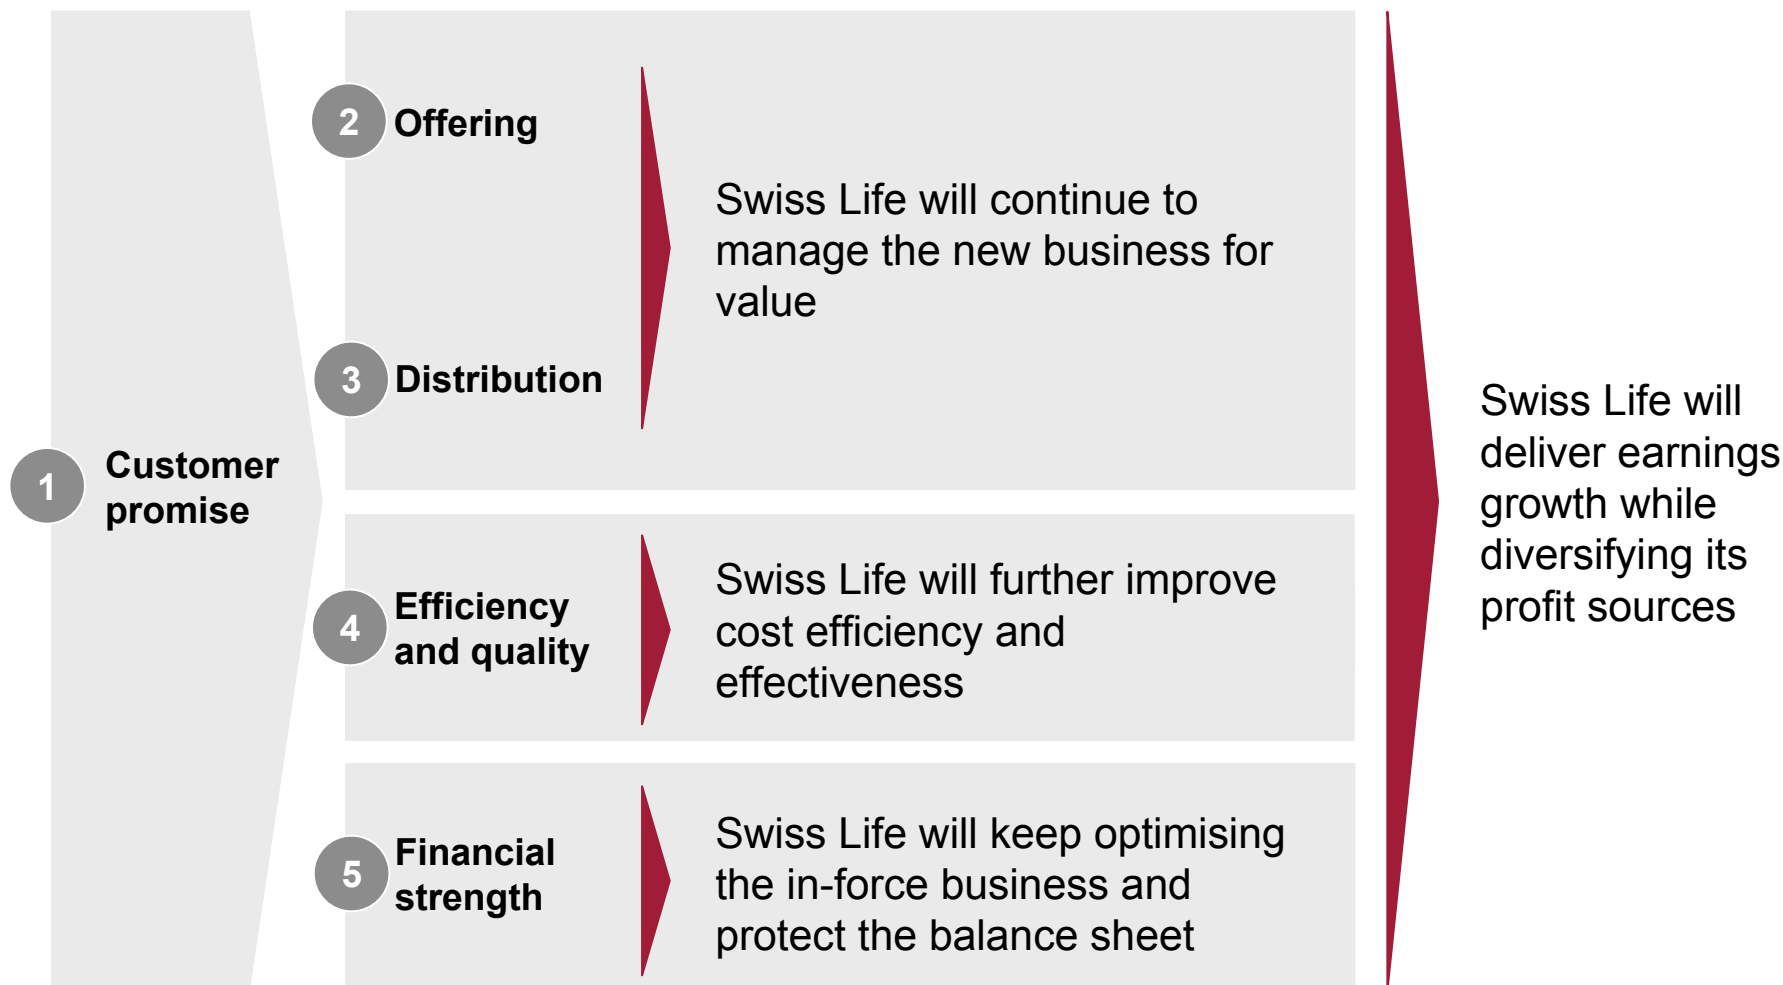 1
Customer
promise
2
Offering
3
Distribution
Swiss Life will continue to
manage the new business for
value
4
Efficiency
and quality
Swiss Life will further improve
cost efficiency and
effectiveness
5
Financial
strength
Swiss Life will keep optimising
the in-force business and
protect the balance sheet
Swiss Life will
deliver earnings
growth while
diversifying its
profit sources